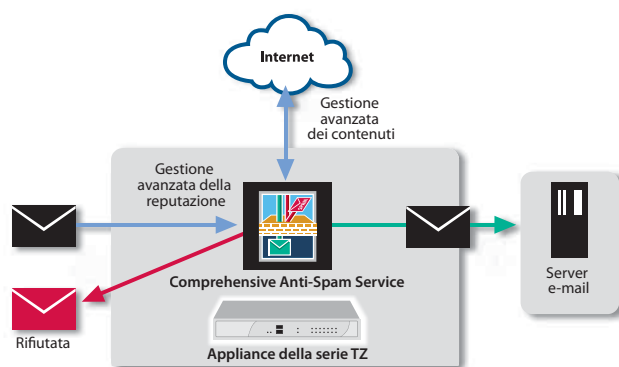 Internet
Gestione
avanzata
dei contenuti
Gestione
avanzata della
reputazione
Comprehensive Anti-Spam Service
Server
e-mail
Rifiutata
Appliance della serie TZ